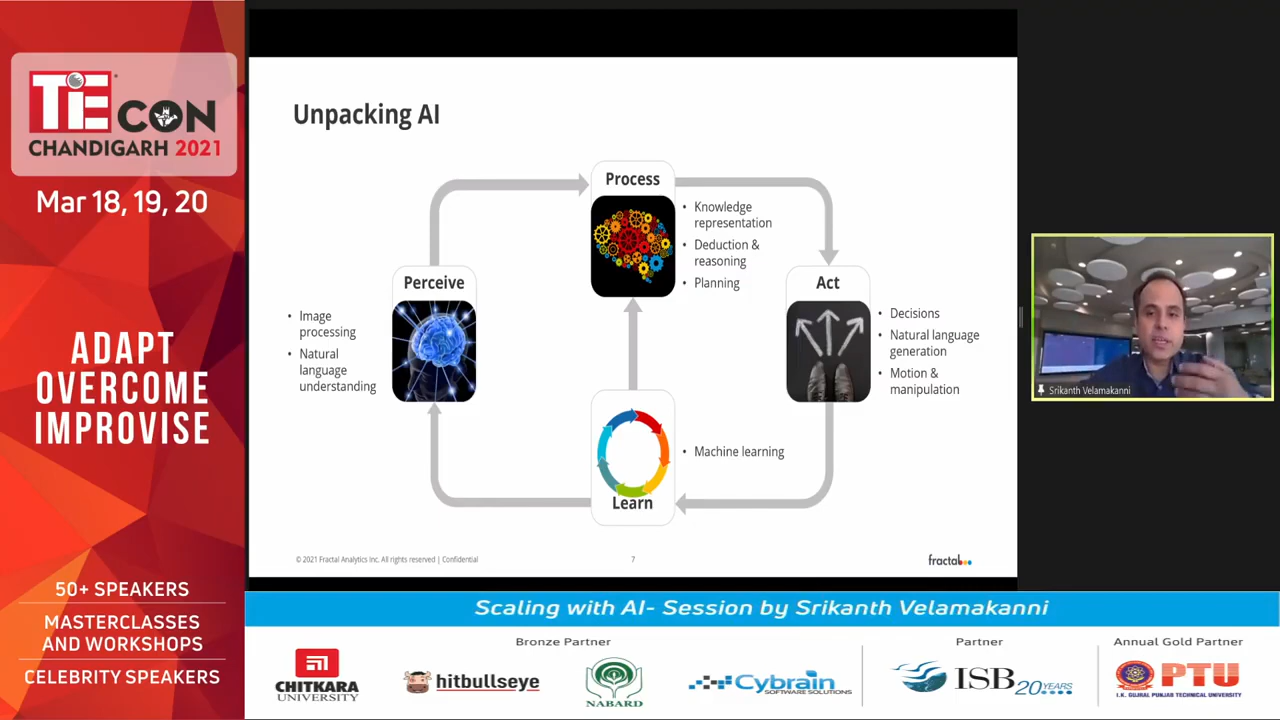 TiE CON
CHANDIGARH 2021
Mar 18, 19, 20
ADAPT
OVERCOME
IMPROVISE
50+ SPEAKERS
MASTERCLASSES
AND WORKSHOPS
CELEBRITY SPEAKERS
Unpacking AI
Process
• Knowledge
representation
• Deduction &
reasoning
• Planning
Perceive
• Image
processing
• Natural
language
understanding
Act
• Decisions
• Natural language
generation
• Motion &
manipulation
• Machine learning
Learn
© 2021 Fractal Analytics Inc. All rights reserved | Confidential
7
fractal
Srikanth Velamakanni
Scaling with AI- Session by Srikanth Velamakanni
Bronze Partner
CHITKARA
UNIVERSITY
hitbullseye
NABARD
Cybrain
SOFTWARE SOLUTIONS
Partner
ISB 20 YEARS
Annual Gold Partner
PTU
I.K. GUJRAL PUNJAB TECHNICAL UNIVERSITY